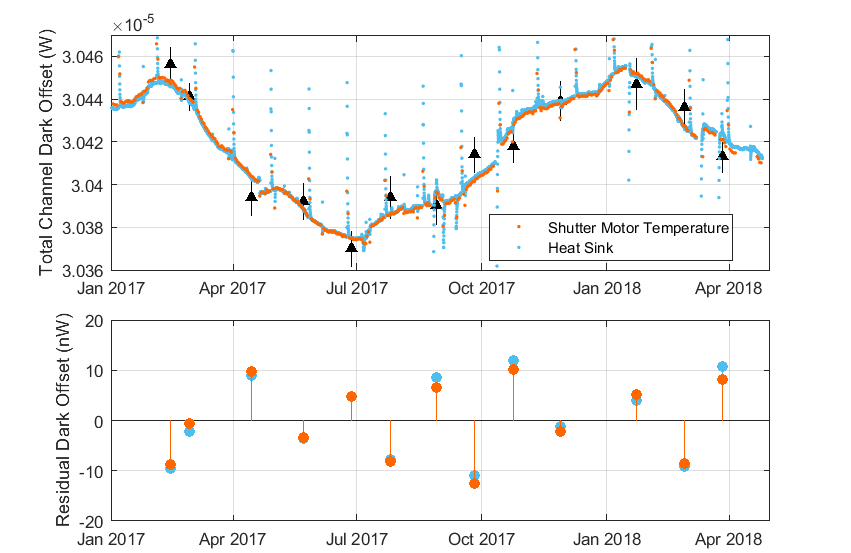 ×10⁻⁵
Total Channel Dark Offset (W)
3.046
3.044
3.042
3.04
3.038
3.036
Shutter Motor Temperature
Heat Sink
Jan 2017 Apr 2017 Jul 2017 Oct 2017 Jan 2018 Apr 2018
Residual Dark Offset (nW)
20
10
0
-10
-20
Jan 2017 Apr 2017 Jul 2017 Oct 2017 Jan 2018 Apr 2018